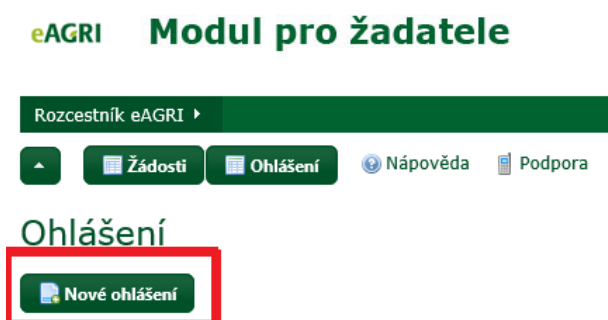 eAGRI Modul pro žadatele
Rozcestník eAGRI
Žádosti Ohlášení Nápověda Podpora
Ohlášení
Nové ohlášení